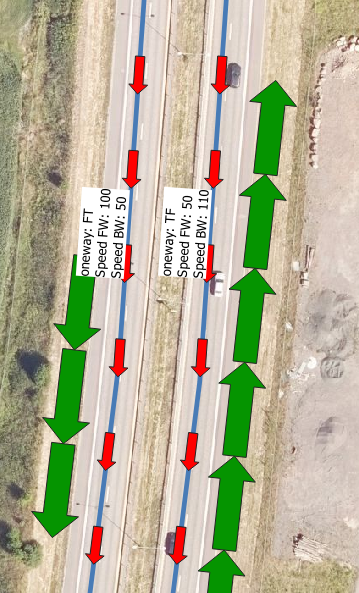 oneway: FT
Speed FW: 100
Speed BW: 50
oneway: TF
Speed FW: 50
Speed BW: 110